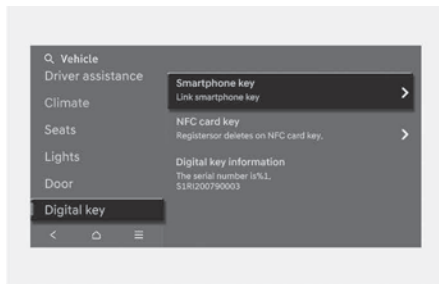 Vehicle
Driver assistance
Climate
Seats
Lights
Door
Digital key
Smartphone key
Link smartphone key
NFC card key
Registersor deletes on NFC card key.
Digital key information
The serial number is%1.
S1RI200790003